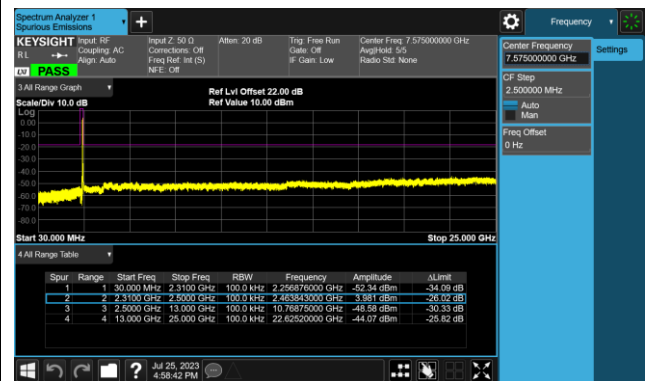 Spectrum Analyzer 1
Spurious Emissions
Frequency
KEYSIGHT
Input: RF
Coupling: AC
Align: Auto
Input Z: 50 Ω
Corrections: Off
Freq Ref: Int (S)
NFE: Off
Atten: 20 dB
Trig: Free Run
Gate: Off
IF Gain: Low
Center Freq: 7.575000000 GHz
Avg|Hold: 5/5
Radio Std: None
RL
LXI
PASS
Center Frequency
7.575000000 GHz
Settings
CF Step
2.500000 MHz
Auto
Man
Freq Offset
0 Hz
3 All Range Graph
Scale/Div 10.0 dB
Ref Lvl Offset 22.00 dB
Ref Value 10.00 dBm
Log
0.00
-10.0
-20.0
-30.0
-40.0
-50.0
-60.0
-70.0
-80.0
Start 30.000 MHz
Stop 25.000 GHz
4 All Range Table
Spur Range Start Freq Stop Freq RBW Frequency Amplitude ΔLimit
1 1 30.000 MHz 2.3100 GHz 100.0 kHz 2.256876000 GHz -52.34 dBm -34.09 dB
2 2 2.3100 GHz 2.5000 GHz 100.0 kHz 2.463843000 GHz 3.981 dBm -26.02 dB
3 3 2.5000 GHz 13.000 GHz 100.0 kHz 10.76875000 GHz -48.58 dBm -30.33 dB
4 4 13.000 GHz 25.000 GHz 100.0 kHz 22.62520000 GHz -44.07 dBm -25.82 dB
Jul 25, 2023
4:58:42 PM